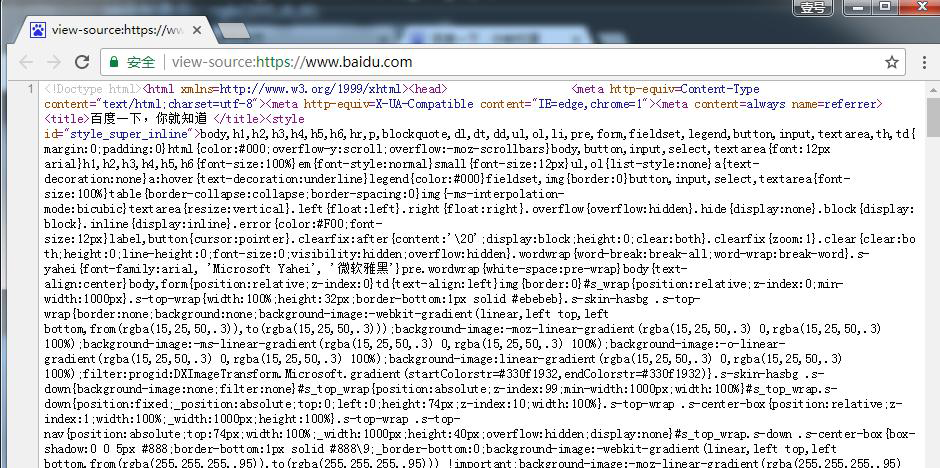 壹号
view-source:https://ww
安全 view-source:https://www.baidu.com
1 <!Doctype html><html xmlns=http://www.w3.org/1999/xhtml><head> <meta http-equiv=Content-Type
content="text/html;charset=utf-8"><meta http-equiv=X-UA-Compatible content="IE=edge,chrome=1"><meta content=always name=referrer>
<title>百度一下，你就知道 </title><style
id="style_super_inline">body,h1,h2,h3,h4,h5,h6,hr,p,blockquote,dl,dt,dd,ul,ol,li,pre,form,fieldset,legend,button,input,textarea,th,td
{margin:0;padding:0}html{color:#000;overflow-y:scroll;overflow:-moz-scrollbars}body,button,input,select,textarea{font:12px
arial}h1,h2,h3,h4,h5,h6{font-size:100%}em{font-style:normal}small{font-size:12px}ul,ol{list-style:none}a{text-
decoration:none}a:hover{text-decoration:underline}legend{color:#000}fieldset,img{border:0}button,input,select,textarea{font-
size:100%}table{border-collapse:collapse;border-spacing:0}img{-ms-interpolation-
mode:bicubic}textarea{resize:vertical}.left{float:left}.right{float:right}.overflow{overflow:hidden}.hide{display:none}.block{display:
block}.inline{display:inline}.error{color:#F00;font-
size:12px}label,button{cursor:pointer}.clearfix:after{content:'\20';display:block;height:0;clear:both}.clearfix{zoom:1}.clear{clear:bo
th;height:0;line-height:0;font-size:0;visibility:hidden;overflow:hidden}.wordwrap{word-break:break-all;word-wrap:break-word}.s-
yahei{font-family:arial, 'Microsoft Yahei', '微软雅黑'}pre.wordwrap{white-space:pre-wrap}body{text-
align:center}body,form{position:relative;z-index:0}td{text-align:left}img{border:0}#s_wrap{position:relative;z-index:0;min-
width:1000px}.s-top-wrap{width:100%;height:32px;border-bottom:1px solid #ebebeb}.s-skin-hasbg .s-top-
wrap{border:none;background:none;background-image:-webkit-gradient(linear,left top,left
bottom,from(rgba(15,25,50,.3)),to(rgba(15,25,50,.3)));background-image:-moz-linear-gradient(rgba(15,25,50,.3) 0,rgba(15,25,50,.3)
100%);background-image:-ms-linear-gradient(rgba(15,25,50,.3) 0,rgba(15,25,50,.3) 100%);background-image:-o-linear-
gradient(rgba(15,25,50,.3) 0,rgba(15,25,50,.3) 100%);background-image:linear-gradient(rgba(15,25,50,.3) 0,rgba(15,25,50,.3)
100%);filter:progid:DXImageTransform.Microsoft.gradient(startColorstr=#330f1932,endColorstr=#330f1932)}.s-skin-hasbg .s-
down{background-image:none;filter:none}#s_top_wrap{position:absolute;z-index:99;min-width:1000px;width:100%}#s_top_wrap.s-
down{position:fixed;_position:absolute;top:0;left:0;height:74px;z-index:10;width:100%}.s-top-wrap .s-center-box{position:relative;z-
index:1;width:100%;_width:1000px;height:100%}.s-top-wrap .s-top-
nav{position:absolute;top:74px;width:100%;_width:1000px;height:40px;overflow:hidden;display:none}#s_top_wrap.s-down .s-center-box{box-
shadow:0 0 5px #888;border-bottom:1px solid #888\9;_border-bottom:0;background-image:-webkit-gradient(linear,left top,left
bottom,from(255,255,255,.95)),to(rgba(255,255,255,.95))) !important;background-image:-moz-linear-gradient(rgba(255,255,255,.95)